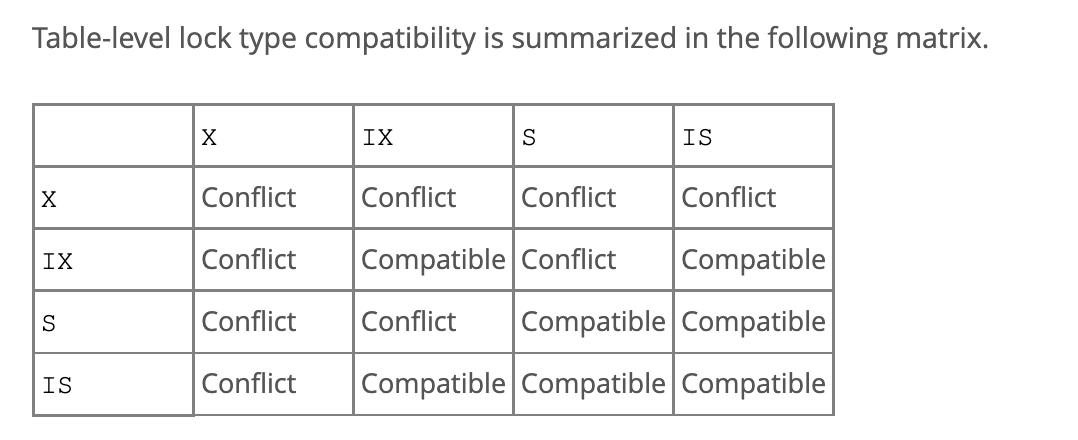 Table-level lock type compatibility is summarized in the following matrix.
X IX S IS
X Conflict Conflict Conflict Conflict
IX Conflict Compatible Conflict Compatible
S Conflict Conflict Compatible Compatible
IS Conflict Compatible Compatible Compatible